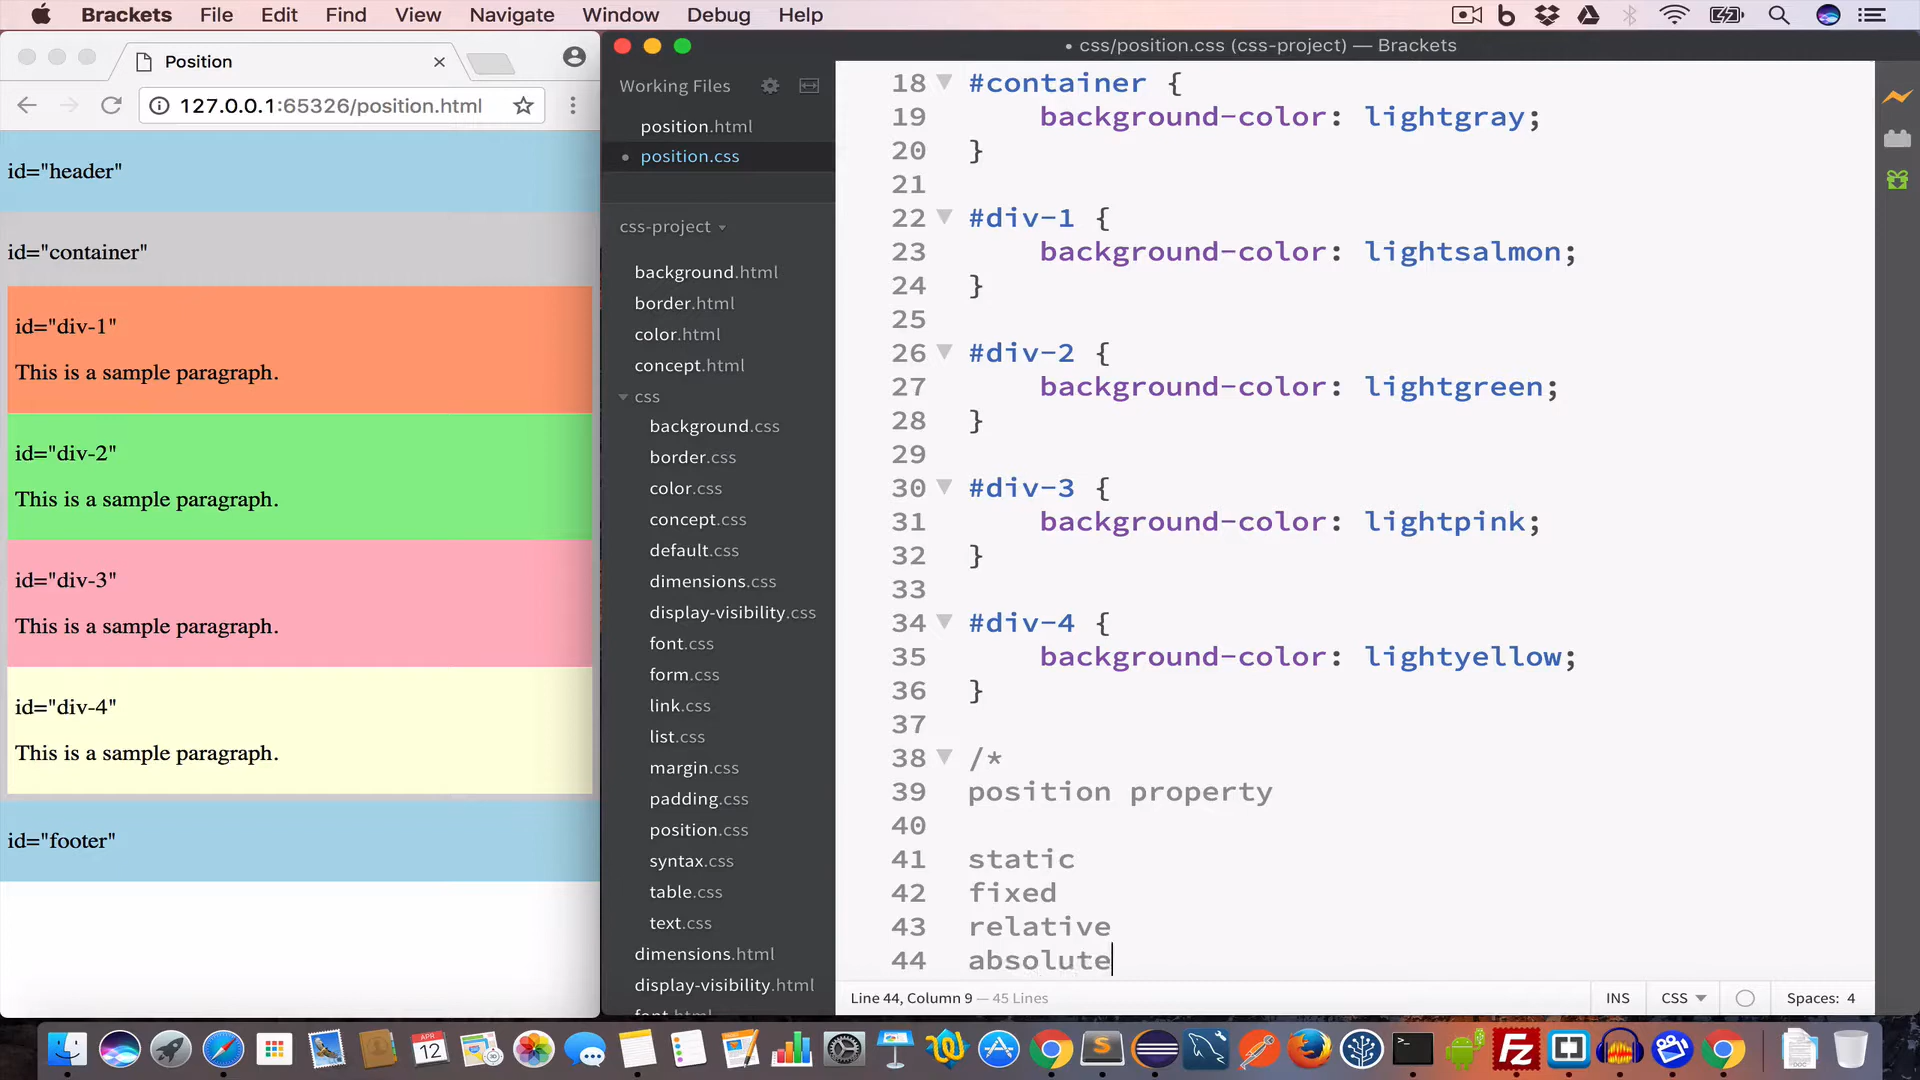 Brackets File Edit Find View Navigate Window Debug Help
Position
127.0.0.1:65326/position.html
id="header"
id="container"
id="div-1"
This is a sample paragraph.
id="div-2"
This is a sample paragraph.
id="div-3"
This is a sample paragraph.
id="div-4"
This is a sample paragraph.
id="footer"
• css/position.css (css-project) — Brackets
Working Files
position.html
position.css
css-project
background.html
border.html
color.html
concept.html
css
background.css
border.css
color.css
concept.css
default.css
dimensions.css
display-visibility.css
font.css
form.css
link.css
list.css
margin.css
padding.css
position.css
syntax.css
table.css
text.css
dimensions.html
display-visibility.html
18 #container {
19 background-color: lightgray;
20 }
21
22 #div-1 {
23 background-color: lightsalmon;
24 }
25
26 #div-2 {
27 background-color: lightgreen;
28 }
29
30 #div-3 {
31 background-color: lightpink;
32 }
33
34 #div-4 {
35 background-color: lightyellow;
36 }
37
38 /*
39 position property
40
41 static
42 fixed
43 relative
44 absolute
Line 44, Column 9 — 45 Lines
INS CSS Spaces: 4
APR
12